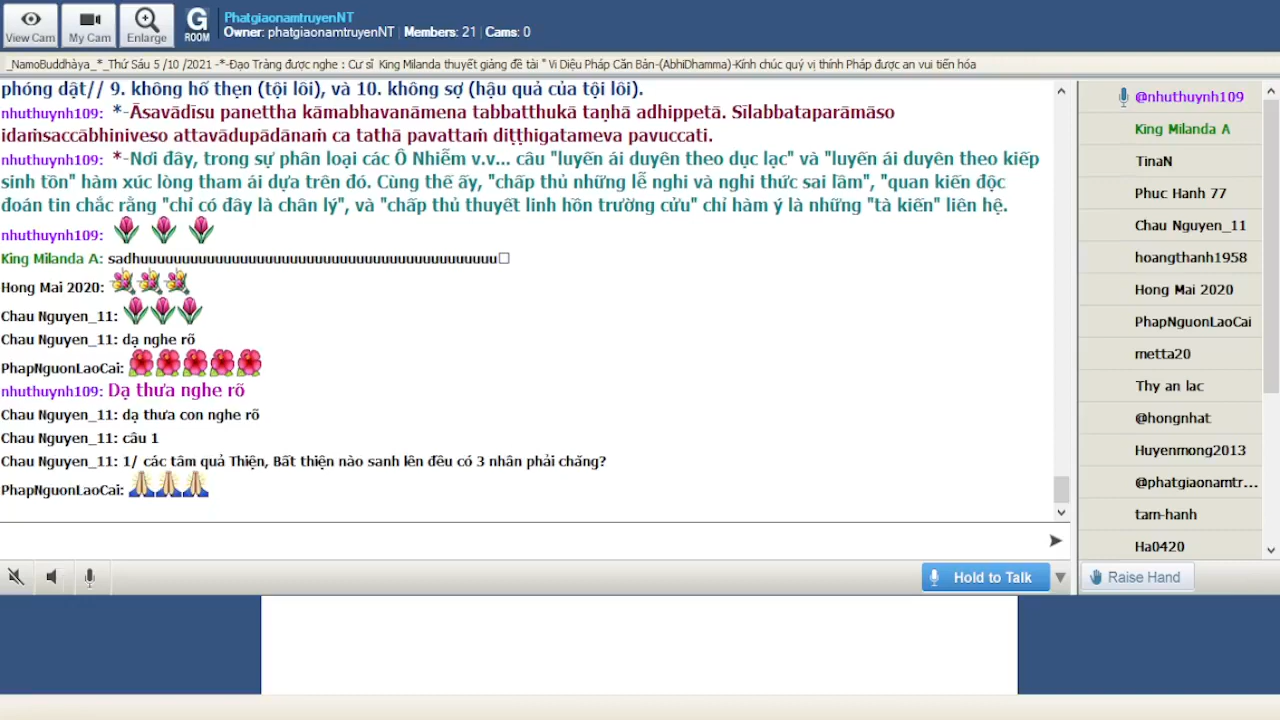 View Cam
My Cam
Enlarge
G
ROOM
PhatgiaonamtruyenNT
Owner: phatgiaonamtruyenNT | Members: 21 | Cams: 0
_NamoBuddhàya_*_Thứ Sáu 5 /10 /2021 -*-Đạo Tràng được nghe : Cư sĩ King Milanda thuyết giảng đề tài " Vi Diệu Pháp Căn Bản-(AbhiDhamma)-Kính chúc quý vị thính Pháp được an vui tiến hóa
phóng dật// 9. không hổ thẹn (tội lỗi), và 10. không sợ (hậu quả của tội lỗi).
nhuthuynh109: *-Āsavādīsu panettha kāmabhavanāmena tabbatthukā taṇhā adhippetā. Sīlabbataparāmāso
idaṁsaccābhiniveso attavādupādānaṁ ca tathā pavattaṁ diṭṭhigatameva pavuccati.
nhuthuynh109: *-Nơi đây, trong sự phân loại các Ô Nhiễm v.v... câu "luyến ái duyên theo dục lạc" và "luyến ái duyên theo kiếp
sinh tồn" hàm xúc lòng tham ái dựa trên đó. Cùng thế ấy, "chấp thủ những lễ nghi và nghi thức sai lầm", "quan kiến độc
đoán tin chắc rằng "chỉ có đây là chân lý", và "chấp thủ thuyết linh hồn trường cửu" chỉ hàm ý là những "tà kiến" liên hệ.
nhuthuynh109:
King Milanda A: sadhuuuuuuuuuuuuuuuuuuuuuuuuuuuuuuuuuuuuuuuuu□
Hong Mai 2020:
Chau Nguyen_11:
Chau Nguyen_11: dạ nghe rõ
PhapNguonLaoCai:
nhuthuynh109: Dạ thưa nghe rõ
Chau Nguyen_11: dạ thưa con nghe rõ
Chau Nguyen_11: câu 1
Chau Nguyen_11: 1/ các tâm quả Thiện, Bất thiện nào sanh lên đều có 3 nhân phải chăng?
PhapNguonLaoCai:
Hold to Talk
@nhuthuynh109
King Milanda A
TinaN
Phuc Hanh 77
Chau Nguyen_11
hoangthanh1958
Hong Mai 2020
PhapNguonLaoCai
metta20
Thy an lac
@hongnhat
Huyenmong2013
@phatgiaonamtr...
tam-hanh
Ha0420
Raise Hand